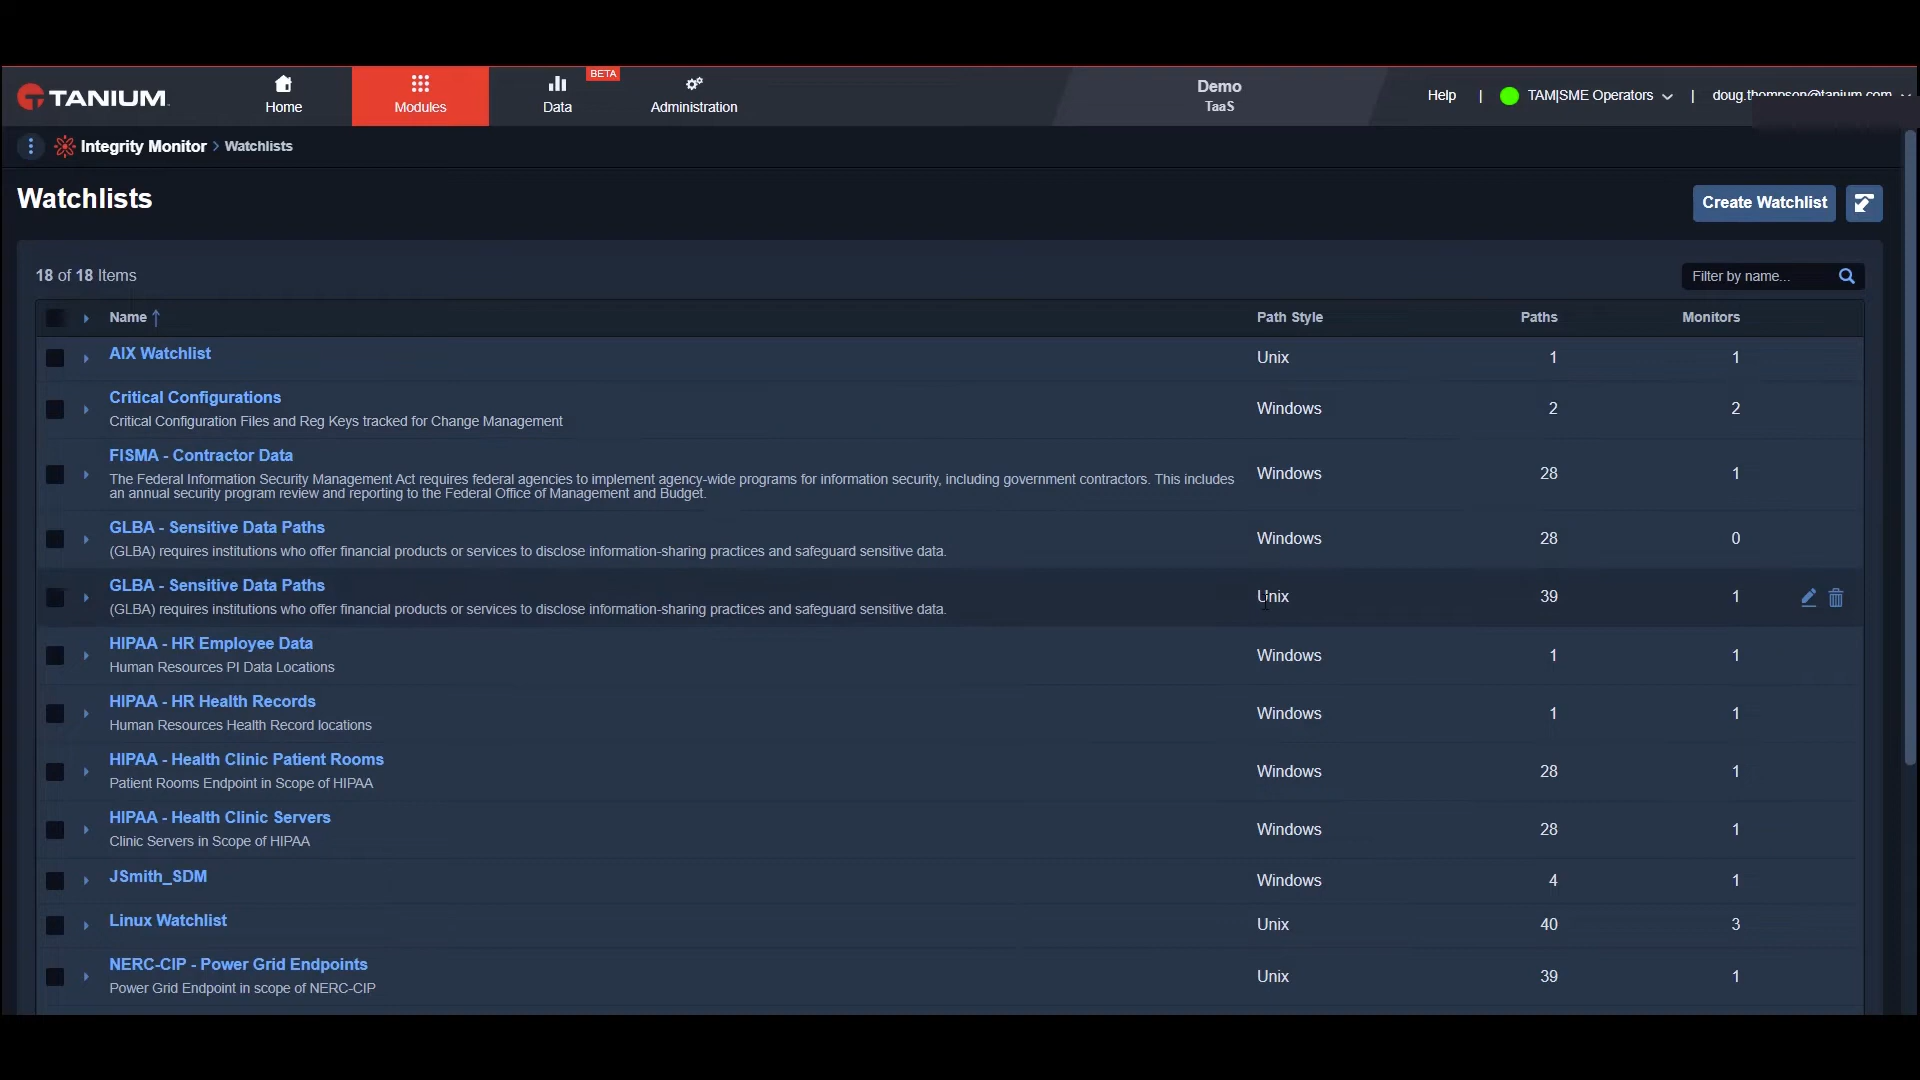 TANIUM
Home
Modules
Data
BETA
Administration
Demo
TaaS
Help | TAM|SME Operators |
Integrity Monitor > Watchlists
Watchlists
Create Watchlist
18 of 18 Items
Filter by name...
Name ↑ Path Style Paths Monitors
AIX Watchlist Unix 1 1
Critical Configurations
Critical Configuration Files and Reg Keys tracked for Change Management
Windows 2 2
FISMA - Contractor Data
The Federal Information Security Management Act requires federal agencies to implement agency-wide programs for information security, including government contractors. This includes
an annual security program review and reporting to the Federal Office of Management and Budget.
Windows 28 1
GLBA - Sensitive Data Paths
(GLBA) requires institutions who offer financial products or services to disclose information-sharing practices and safeguard sensitive data.
Windows 28 0
GLBA - Sensitive Data Paths
(GLBA) requires institutions who offer financial products or services to disclose information-sharing practices and safeguard sensitive data.
Unix 39 1
HIPAA - HR Employee Data
Human Resources PI Data Locations
Windows 1 1
HIPAA - HR Health Records
Human Resources Health Record locations
Windows 1 1
HIPAA - Health Clinic Patient Rooms
Patient Rooms Endpoint in Scope of HIPAA
Windows 28 1
HIPAA - Health Clinic Servers
Clinic Servers in Scope of HIPAA
Windows 28 1
JSmith_SDM Windows 4 1
Linux Watchlist Unix 40 3
NERC-CIP - Power Grid Endpoints
Power Grid Endpoint in scope of NERC-CIP
Unix 39 1